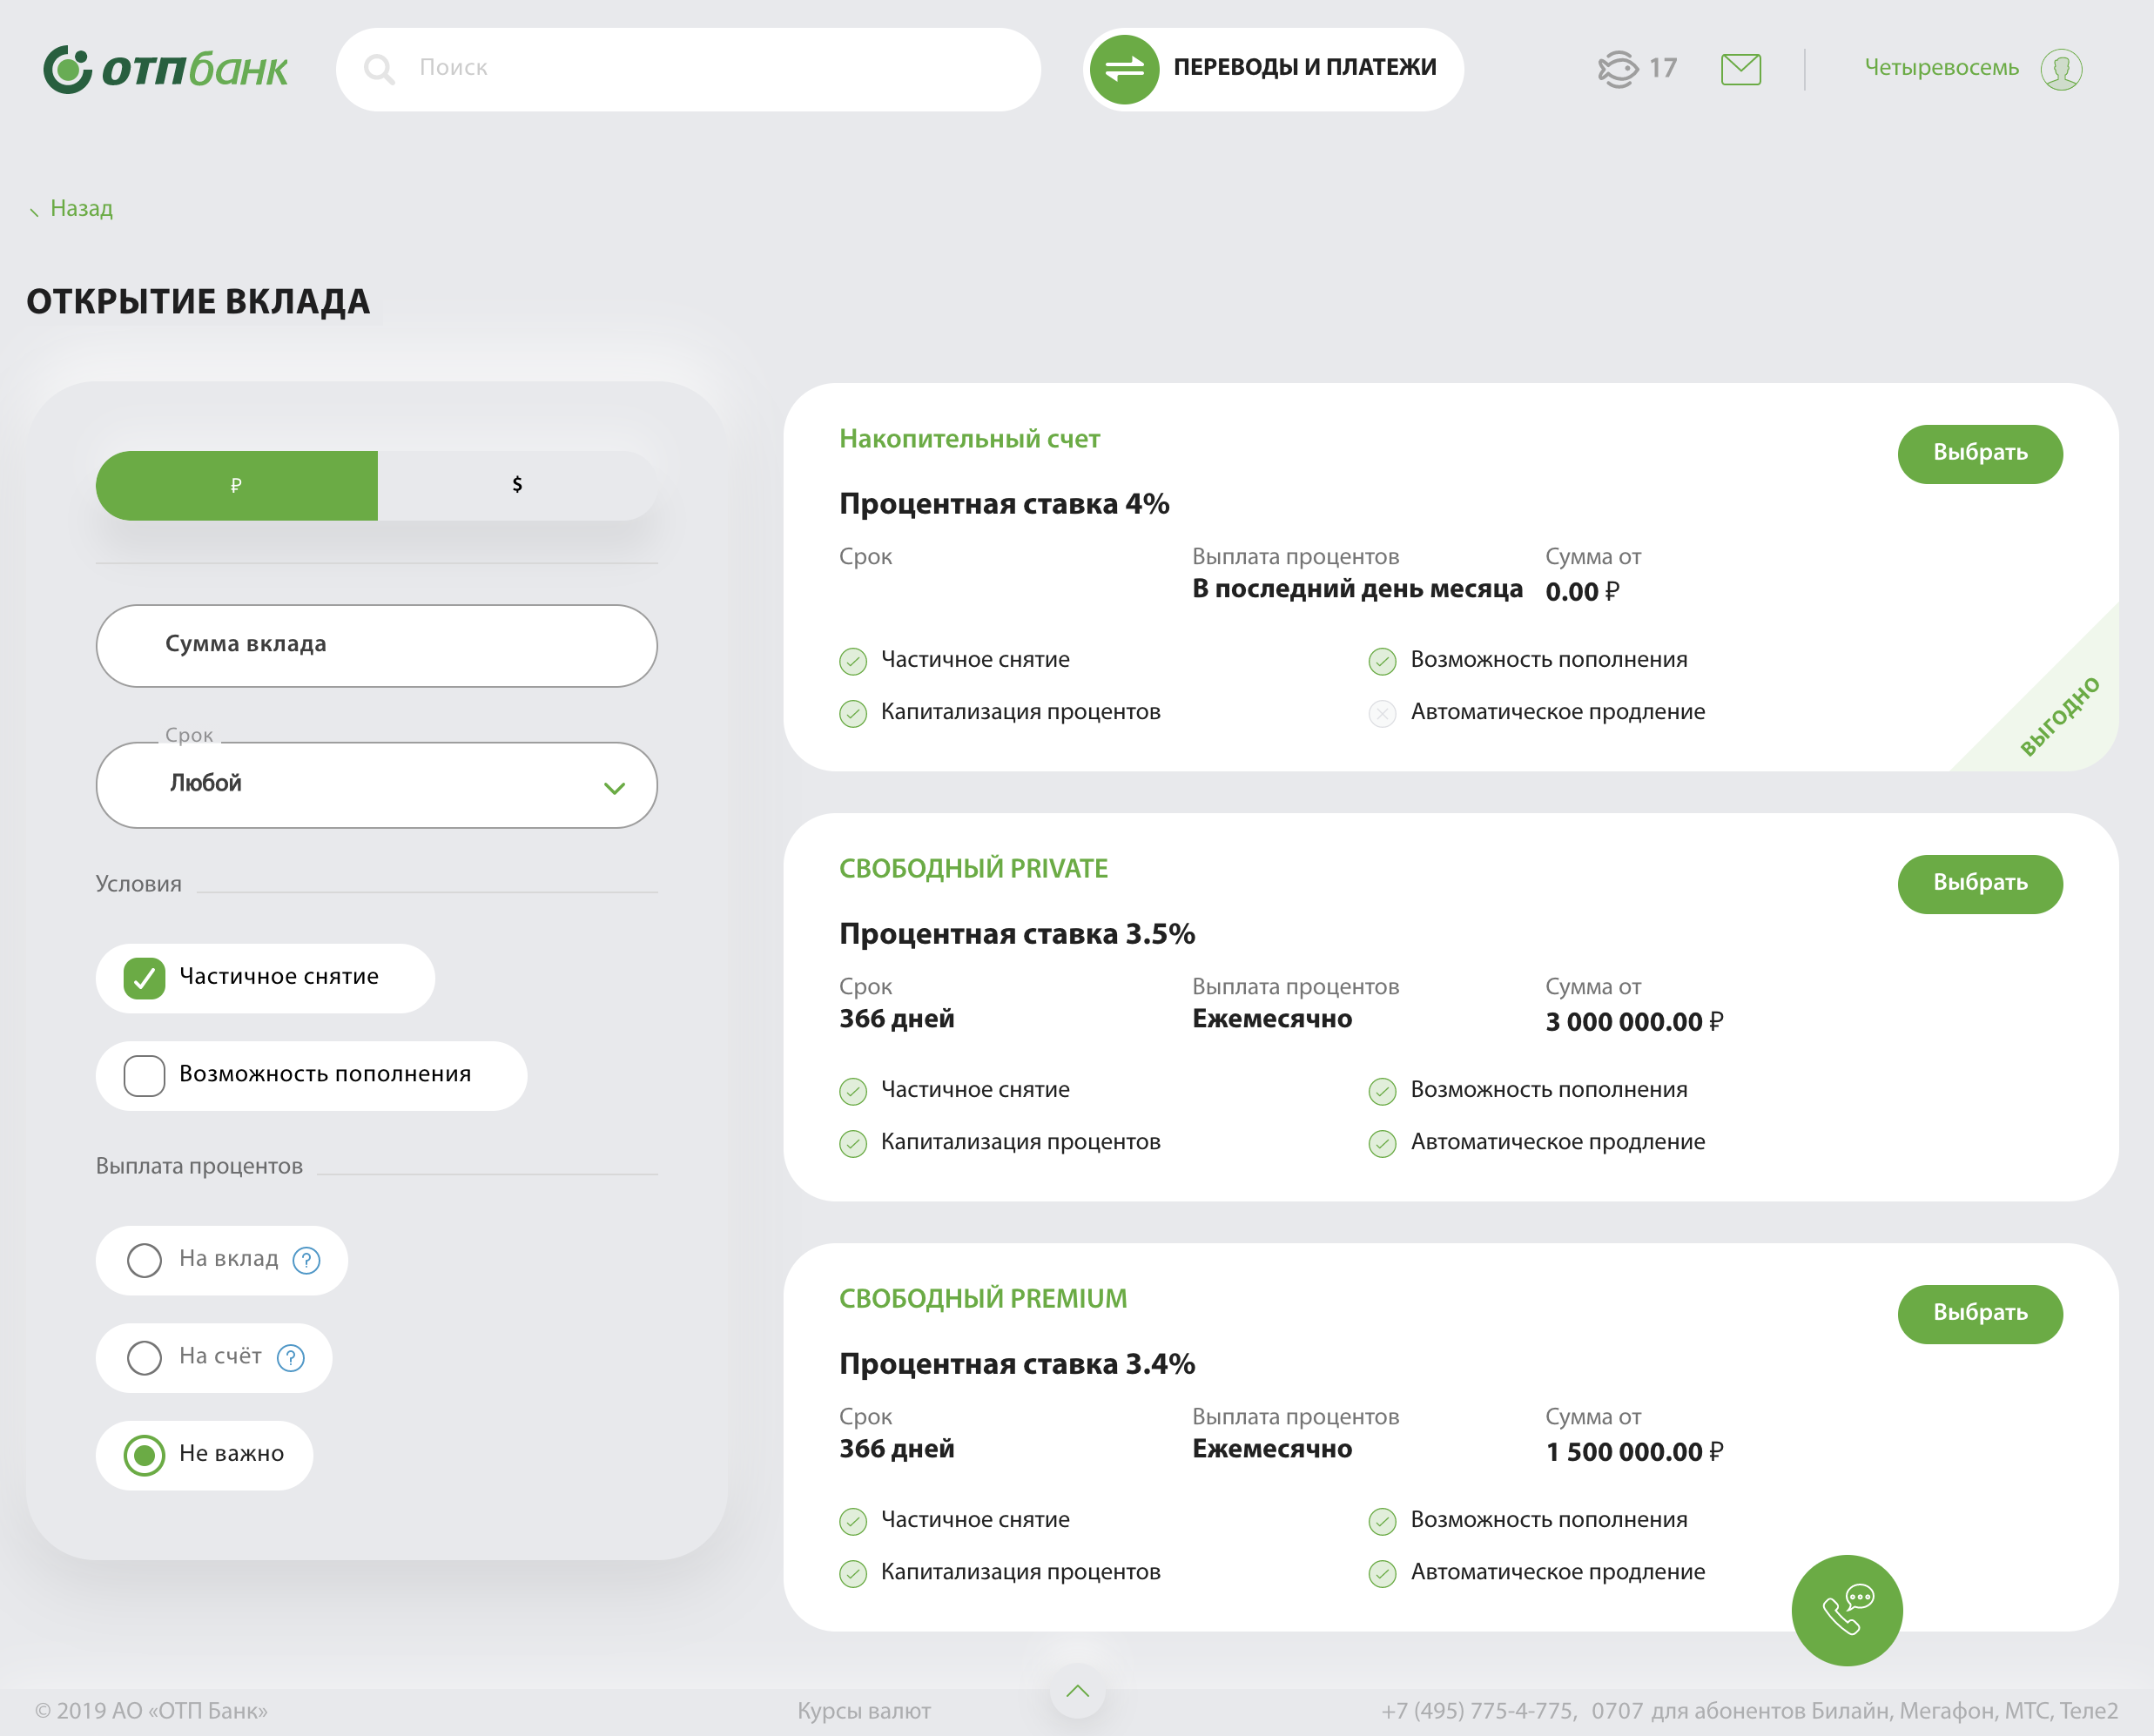 отпбанк
Поиск
ПЕРЕВОДЫ И ПЛАТЕЖИ
17
Четыревосемь
Назад
ОТКРЫТИЕ ВКЛАДА
₽ $
Сумма вклада
Срок
Любой
Условия
Частичное снятие
Возможность пополнения
Выплата процентов
На вклад ?
На счёт ?
Не важно
Накопительный счет
Выбрать
Процентная ставка 4%
Срок Выплата процентов Сумма от
В последний день месяца 0.00 ₽
Частичное снятие Возможность пополнения
Капитализация процентов Автоматическое продление
ВЫГОДНО
СВОБОДНЫЙ PRIVATE
Выбрать
Процентная ставка 3.5%
Срок Выплата процентов Сумма от
366 дней Ежемесячно 3 000 000.00 ₽
Частичное снятие Возможность пополнения
Капитализация процентов Автоматическое продление
СВОБОДНЫЙ PREMIUM
Выбрать
Процентная ставка 3.4%
Срок Выплата процентов Сумма от
366 дней Ежемесячно 1 500 000.00 ₽
Частичное снятие Возможность пополнения
Капитализация процентов Автоматическое продление
© 2019 АО «ОТП Банк» Курсы валют +7 (495) 775-4-775, 0707 для абонентов Билайн, Мегафон, МТС, Теле2